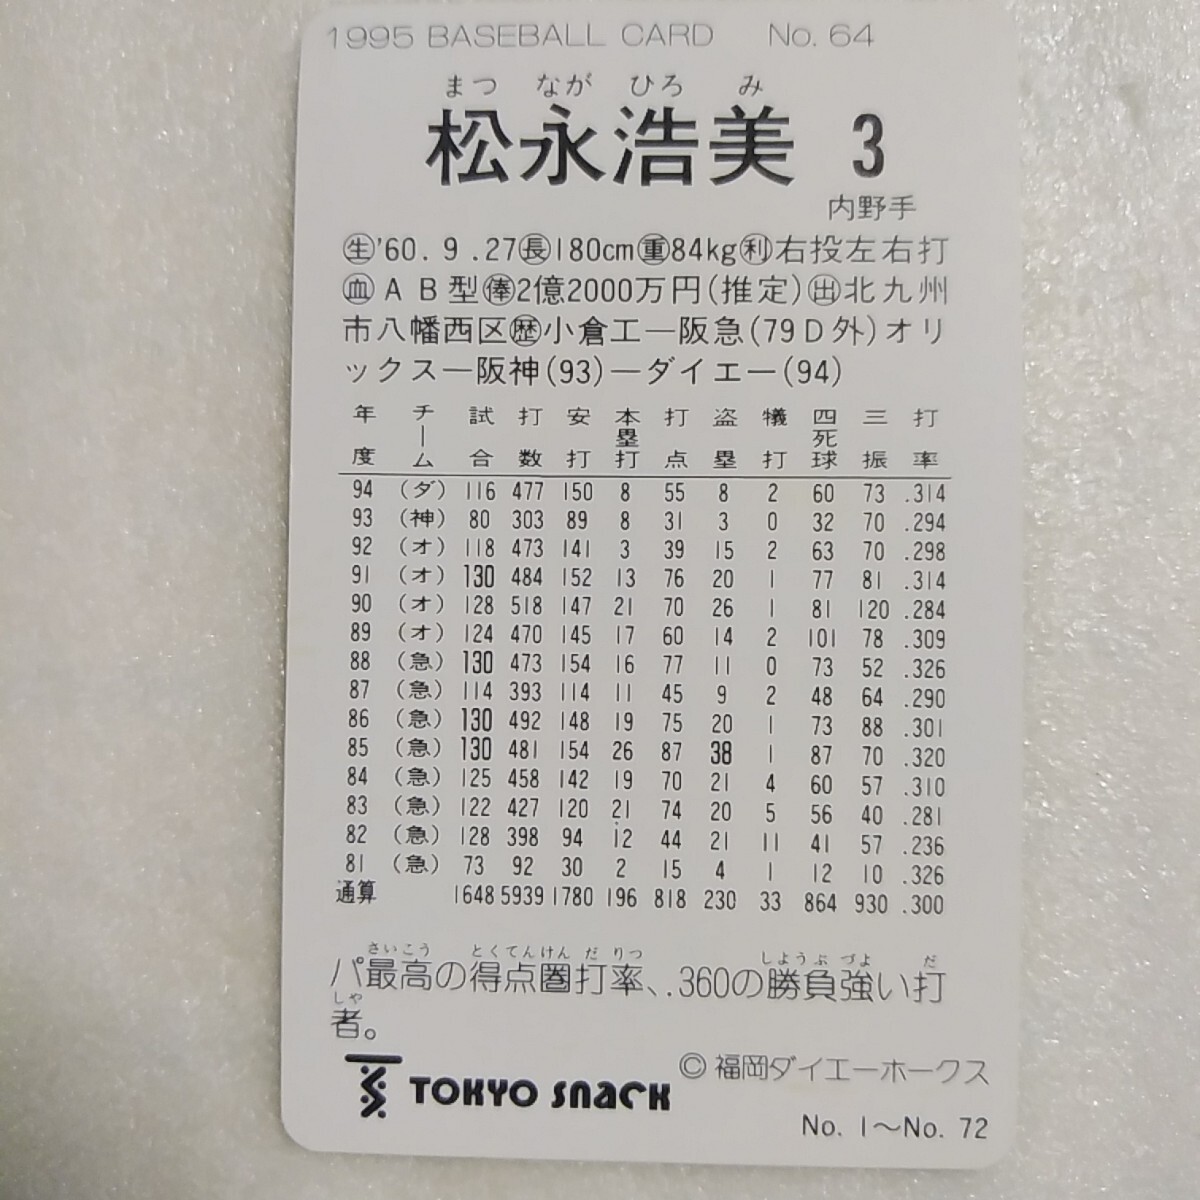 1995 BASEBALL CARD No. 64
まつ なが ひろ み
松永浩美 3
内野手
㊤'60. 9 .27長180cm重84kg利右投左右打
血AB型俸2億2000万円(推定)出北九州
市八幡西区歴小倉工―阪急(79D外)オリ
ックス―阪神(93)―ダイエー(94)
年度 チーム 試合 打数 安打 本塁打 打点 盗塁 犠打 四死球 三振 打率
94 (ダ) 116 477 150 8 55 8 2 60 73 .314
93 (神) 80 303 89 8 31 3 0 32 70 .294
92 (オ) 118 473 141 3 39 15 2 63 70 .298
91 (オ) 130 484 152 13 76 20 1 77 81 .314
90 (オ) 128 518 147 21 70 26 1 81 120 .284
89 (オ) 124 470 145 17 60 14 2 101 78 .309
88 (急) 130 473 154 16 77 11 0 73 52 .326
87 (急) 114 393 114 11 45 9 2 48 64 .290
86 (急) 130 492 148 19 75 20 1 73 88 .301
85 (急) 130 481 154 26 87 38 1 87 70 .320
84 (急) 125 458 142 19 70 21 4 60 57 .310
83 (急) 122 427 120 21 74 20 5 56 40 .281
82 (急) 128 398 94 12 44 21 11 41 57 .236
81 (急) 73 92 30 2 15 4 1 12 10 .326
通算 1648 5939 1780 196 818 230 33 864 930 .300
さいこう とくてんけん だ りつ しようぶ づよ だ
パ最高の得点圏打率、.360の勝負強い打
しや
者。
TOKYO SNACK
© 福岡ダイエーホークス
No. 1～No. 72